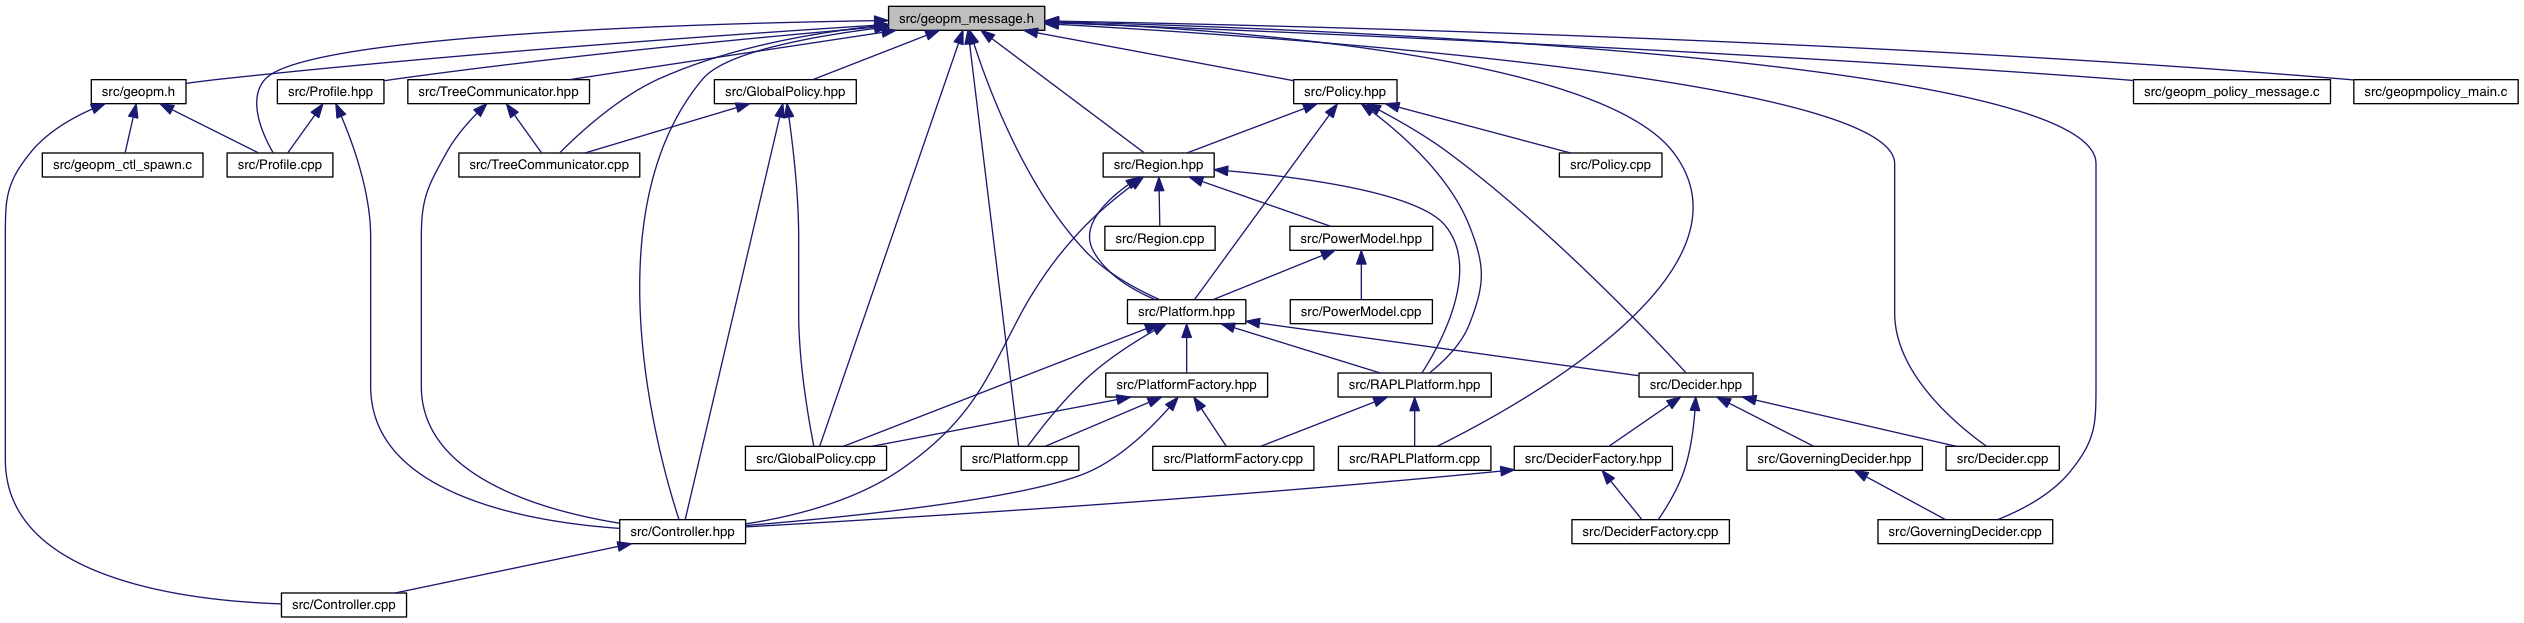 src/geopm_message.h
src/geopm.h
src/Profile.hpp
src/TreeCommunicator.hpp
src/GlobalPolicy.hpp
src/Policy.hpp
src/geopm_policy_message.c
src/geopmpolicy_main.c
src/geopm_ctl_spawn.c
src/Profile.cpp
src/TreeCommunicator.cpp
src/Region.hpp
src/Policy.cpp
src/Region.cpp
src/PowerModel.hpp
src/Platform.hpp
src/PowerModel.cpp
src/PlatformFactory.hpp
src/RAPLPlatform.hpp
src/Decider.hpp
src/GlobalPolicy.cpp
src/Platform.cpp
src/PlatformFactory.cpp
src/RAPLPlatform.cpp
src/DeciderFactory.hpp
src/GoverningDecider.hpp
src/Decider.cpp
src/Controller.hpp
src/DeciderFactory.cpp
src/GoverningDecider.cpp
src/Controller.cpp